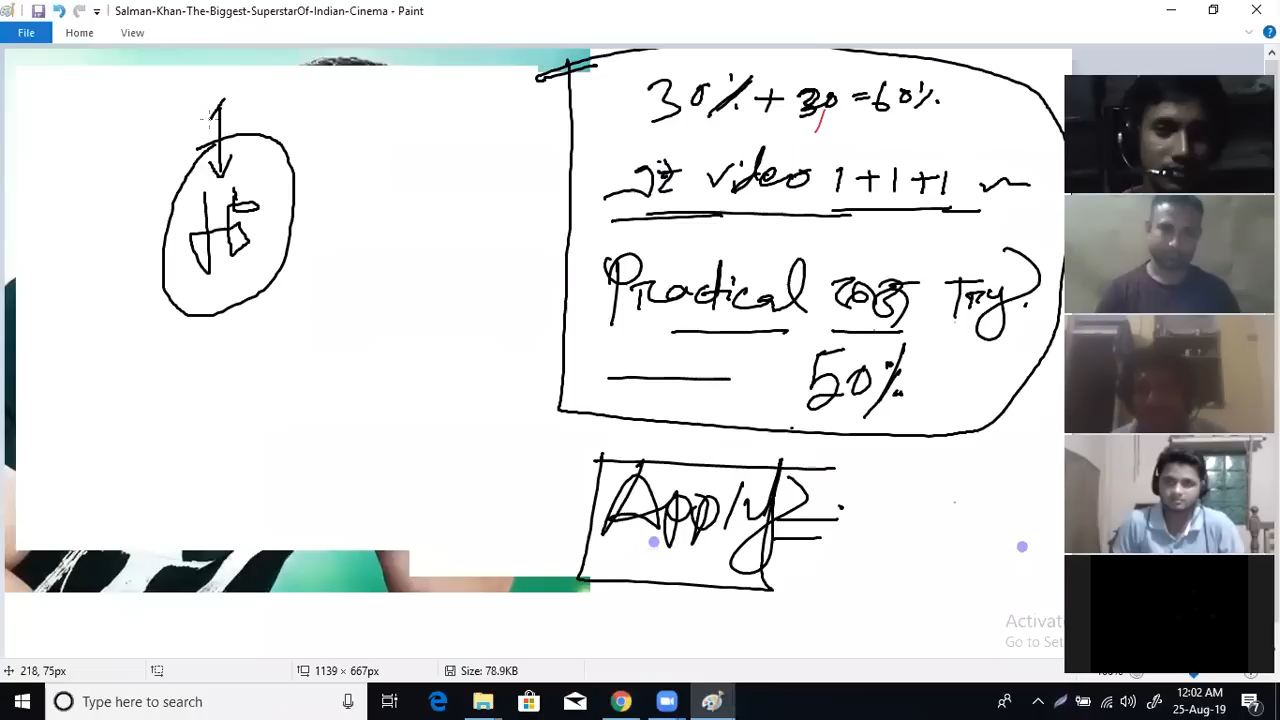 Salman-Khan-The-Biggest-SuperstarOf-Indian-Cinema - Paint
File Home View
30% + 30 = 60%
video 1+1+1
Practical Try?
50%
Apply
Activate
Go to Set
218, 75px
1139 × 667px
Size: 78.9KB
Type here to search
12:02 AM
25-Aug-19
7